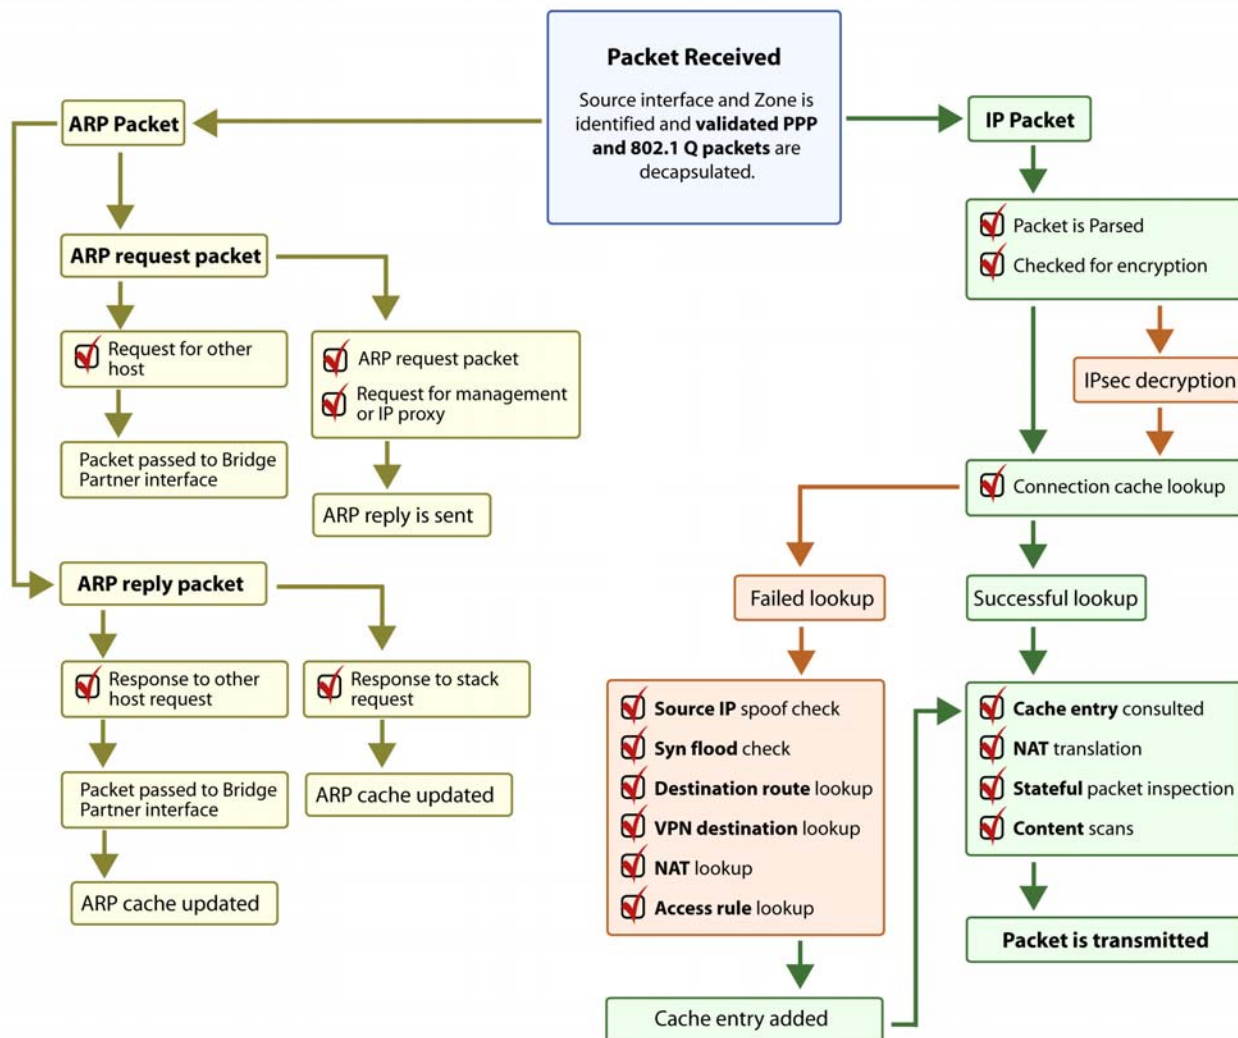 Packet Received
Source interface and Zone is
identified and validated PPP
and 802.1 Q packets are
decapsulated.
ARP Packet
ARP request packet
Request for other
host
Packet passed to Bridge
Partner interface
ARP request packet
Request for management
or IP proxy
ARP reply is sent
ARP reply packet
Response to other
host request
Packet passed to Bridge
Partner interface
ARP cache updated
Response to stack
request
ARP cache updated
IP Packet
Packet is Parsed
Checked for encryption
IPsec decryption
Connection cache lookup
Failed lookup
Source IP spoof check
Syn flood check
Destination route lookup
VPN destination lookup
NAT lookup
Access rule lookup
Cache entry added
Successful lookup
Cache entry consulted
NAT translation
Stateful packet inspection
Content scans
Packet is transmitted